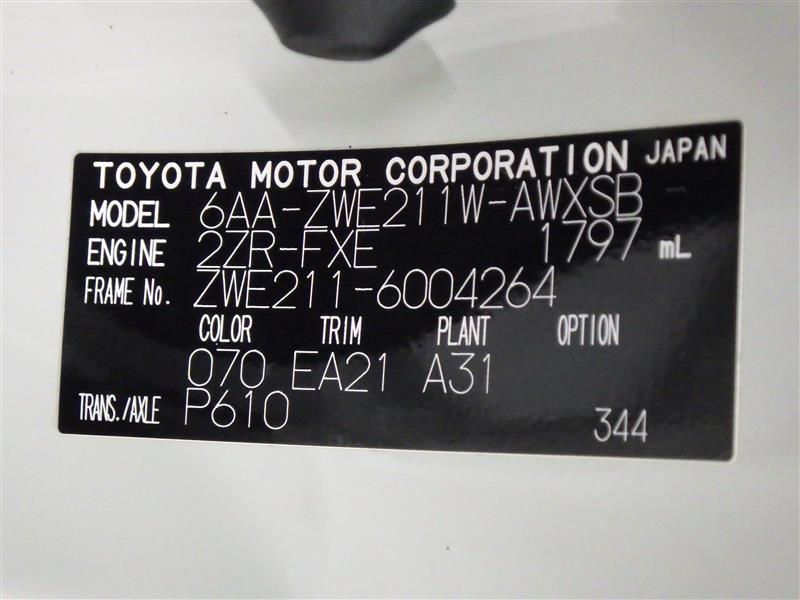 TOYOTA MOTOR CORPORATION JAPAN
MODEL 6AA-ZWE211W-AWXSB
ENGINE 2ZR-FXE 1797 mL
FRAME No. ZWE211-6004264
COLOR TRIM PLANT OPTION
070 EA21 A31
TRANS./AXLE P610 344